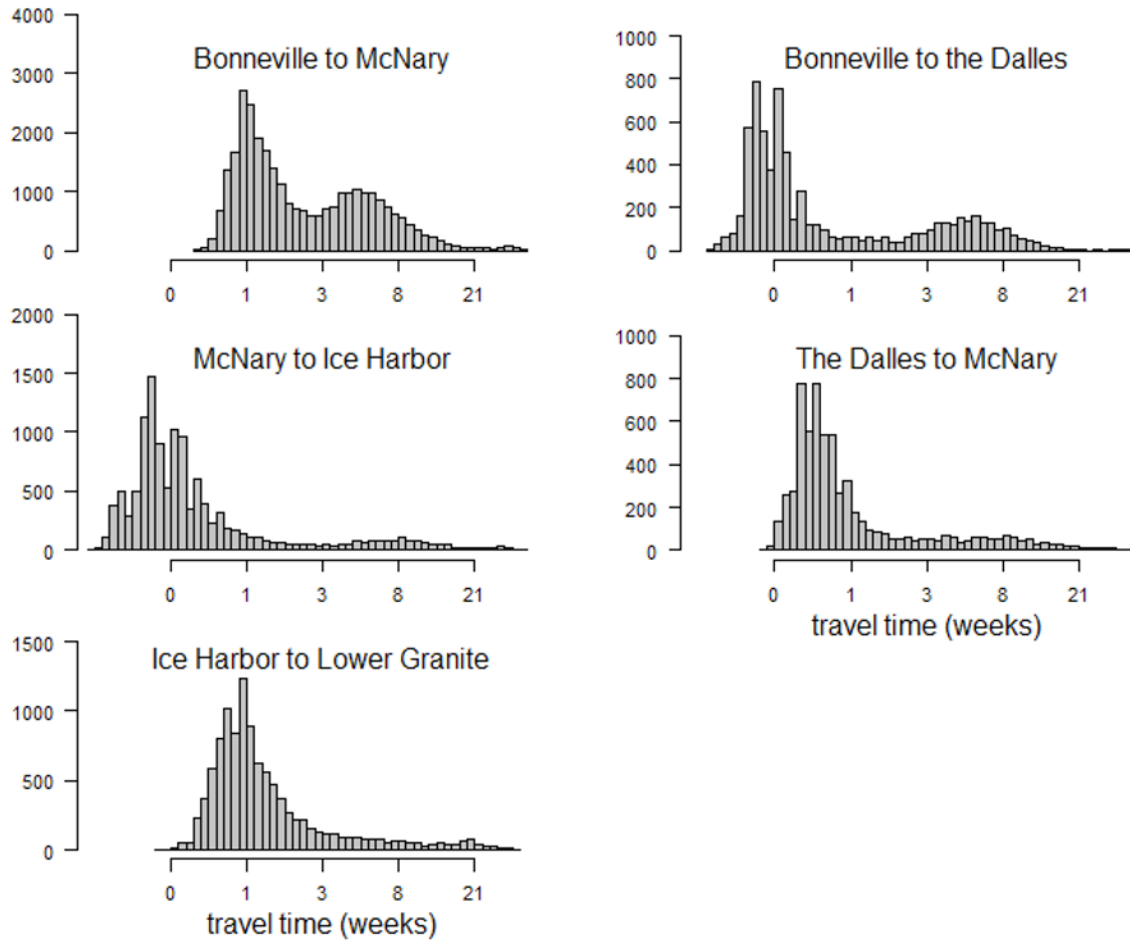 Bonneville to McNary
4000
3000
2000
1000
0
0 1 3 8 21
Bonneville to the Dalles
1000
800
600
400
200
0
0 1 3 8 21
McNary to Ice Harbor
2000
1500
1000
500
0
0 1 3 8 21
The Dalles to McNary
1000
800
600
400
200
0
0 1 3 8 21
travel time (weeks)
Ice Harbor to Lower Granite
1500
1000
500
0
0 1 3 8 21
travel time (weeks)